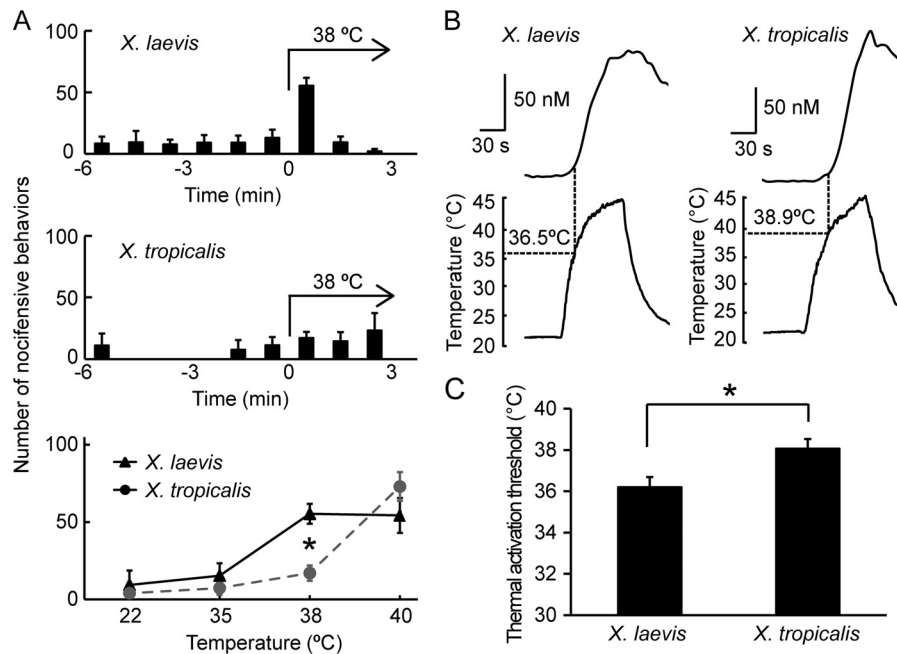 A
X. laevis
38 ºC
100
50
0
-6
-3
0
3
Time (min)
X. tropicalis
38 ºC
100
50
0
-6
-3
0
3
Time (min)
Number of nocifensive behaviors
X. laevis
X. tropicalis
100
50
0
*
22
35
38
40
Temperature (ºC)
B
X. laevis
50 nM
30 s
Temperature (°C)
45
40
35
30
25
20
36.5ºC
X. tropicalis
50 nM
30 s
Temperature (°C)
45
40
35
30
25
20
38.9ºC
C
Thermal activation threshold (°C)
40
38
36
34
32
30
*
X. laevis
X. tropicalis